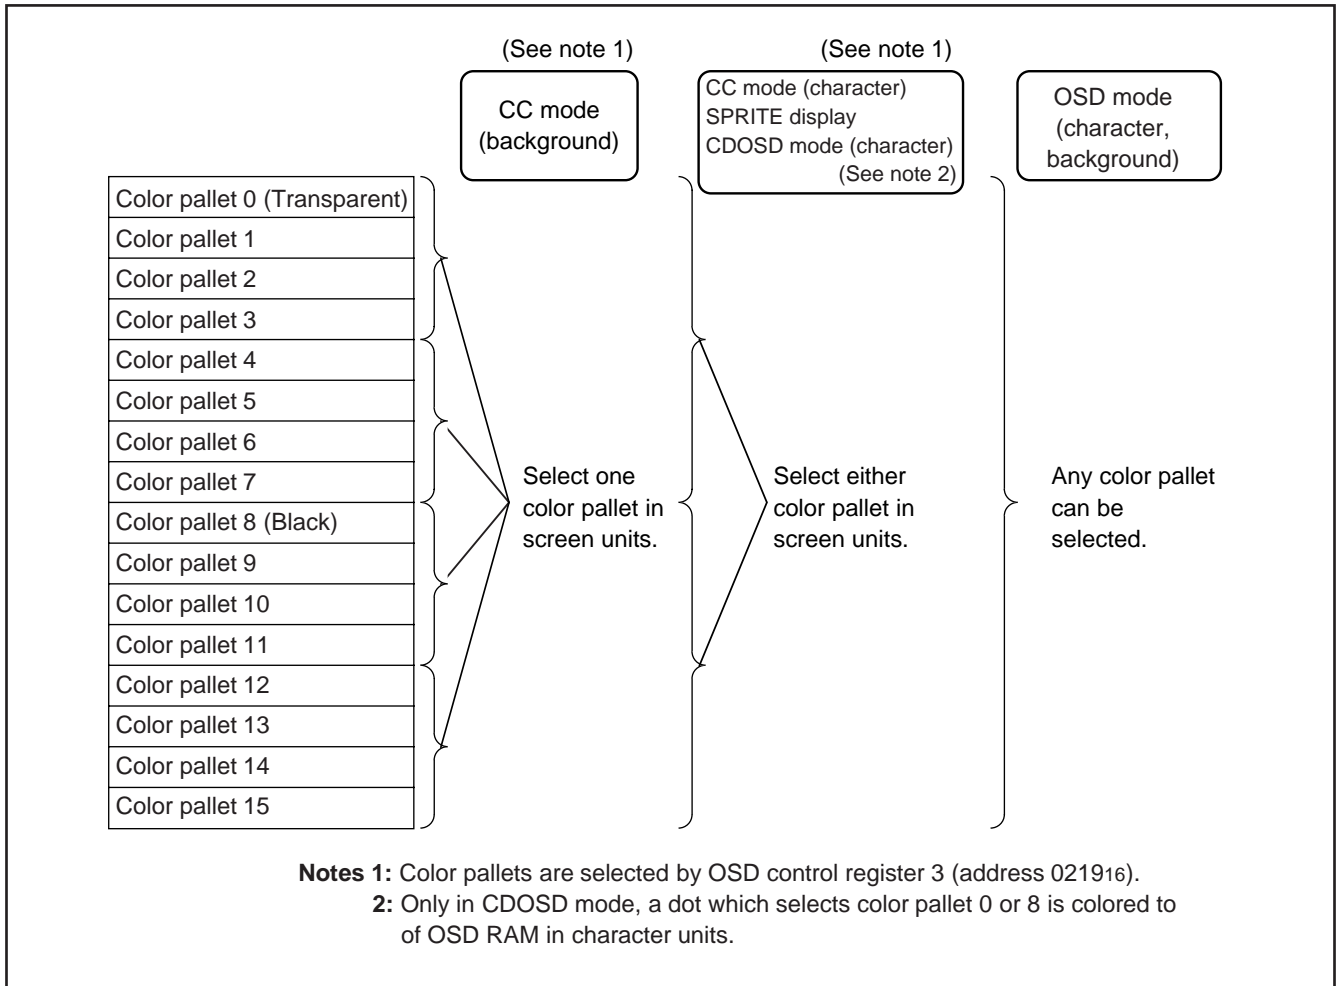 (See note 1)
(See note 1)
CC mode
(background)
CC mode (character)
SPRITE display
CDOSD mode (character)
(See note 2)
OSD mode
(character,
background)
Color pallet 0 (Transparent)
Color pallet 1
Color pallet 2
Color pallet 3
Color pallet 4
Color pallet 5
Color pallet 6
Color pallet 7
Color pallet 8 (Black)
Color pallet 9
Color pallet 10
Color pallet 11
Color pallet 12
Color pallet 13
Color pallet 14
Color pallet 15
Select one
color pallet in
screen units.
Select either
color pallet in
screen units.
Any color pallet
can be
selected.
Notes 1: Color pallets are selected by OSD control register 3 (address 021916).
2: Only in CDOSD mode, a dot which selects color pallet 0 or 8 is colored to
of OSD RAM in character units.